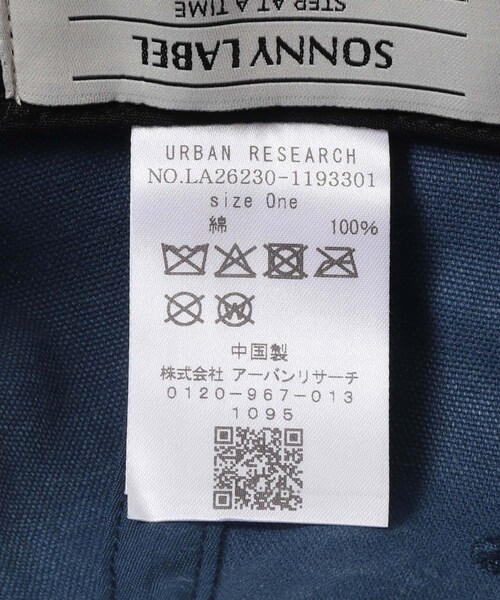 SONNY LABEL
STEP AT A TIME
URBAN RESEARCH
NO.LA26230-1193301
size One
綿 100%
中国製
株式会社 アーバンリサーチ
0120-967-013
1095